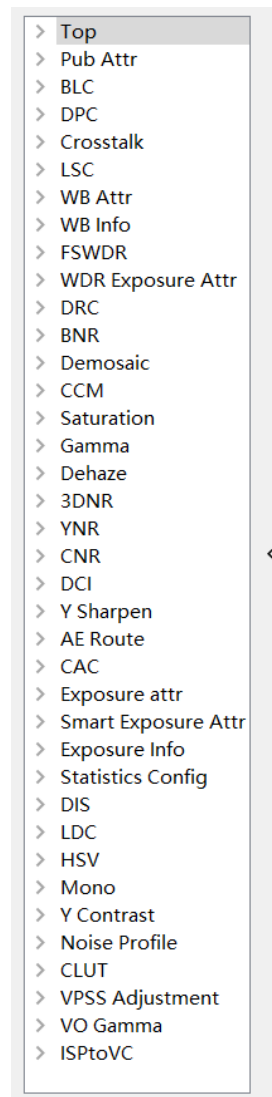 Top
Pub Attr
BLC
DPC
Crosstalk
LSC
WB Attr
WB Info
FSWDR
WDR Exposure Attr
DRC
BNR
Demosaic
CCM
Saturation
Gamma
Dehaze
3DNR
YNR
CNR
DCI
Y Sharpen
AE Route
CAC
Exposure attr
Smart Exposure Attr
Exposure Info
Statistics Config
DIS
LDC
HSV
Mono
Y Contrast
Noise Profile
CLUT
VPSS Adjustment
VO Gamma
ISPtoVC